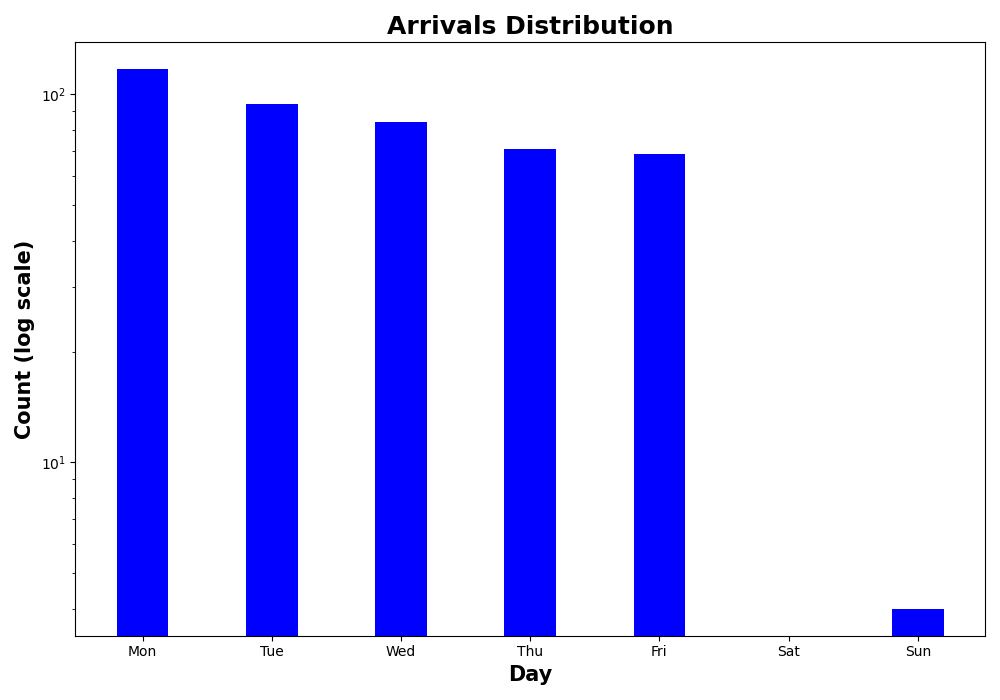 Arrivals Distribution
Count (log scale)
10²
10¹
Mon Tue Wed Thu Fri Sat Sun
Day